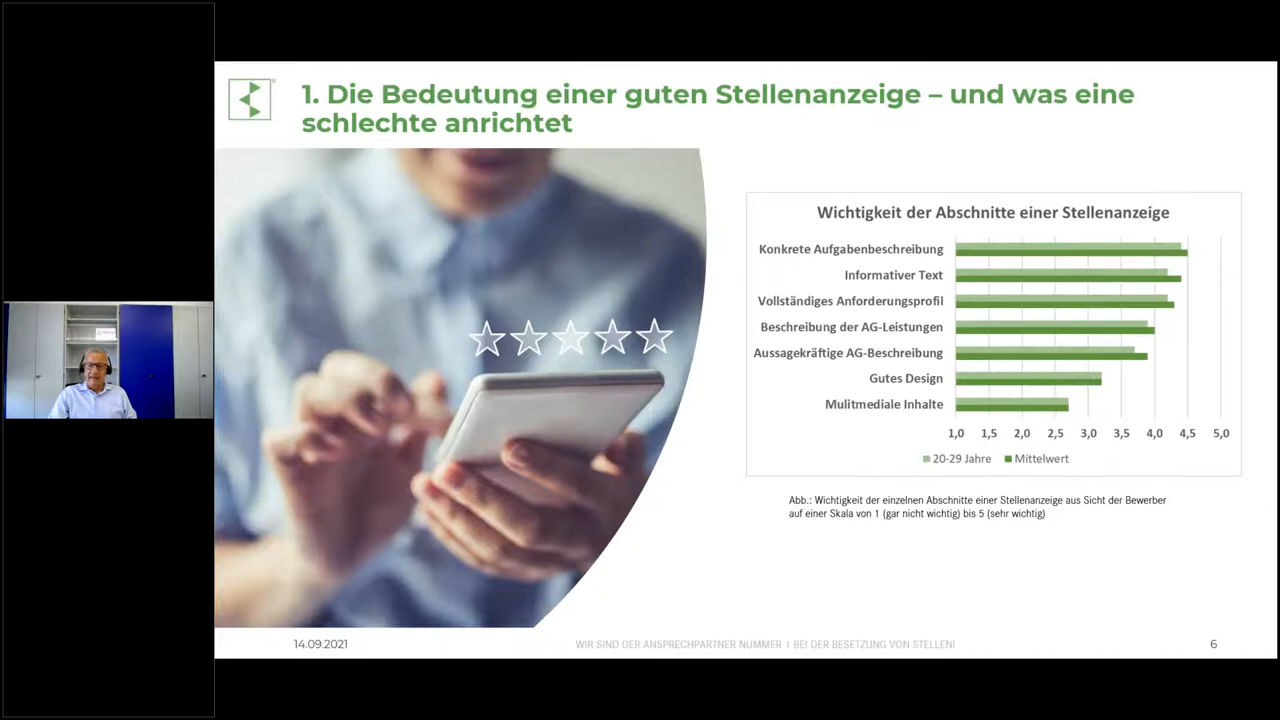 1. Die Bedeutung einer guten Stellenanzeige – und was eine
schlechte anrichtet
Wichtigkeit der Abschnitte einer Stellenanzeige
Konkrete Aufgabenbeschreibung
Informativer Text
Vollständiges Anforderungsprofil
Beschreibung der AG-Leistungen
Aussagekräftige AG-Beschreibung
Gutes Design
Mulitmediale Inhalte
1,0 1,5 2,0 2,5 3,0 3,5 4,0 4,5 5,0
20-29 Jahre Mittelwert
Abb.: Wichtigkeit der einzelnen Abschnitte einer Stellenanzeige aus Sicht der Bewerber
auf einer Skala von 1 (gar nicht wichtig) bis 5 (sehr wichtig)
14.09.2021 WIR SIND DER ANSPRECHPARTNER NUMMER 1 BEI DER BESETZUNG VON STELLEN! 6